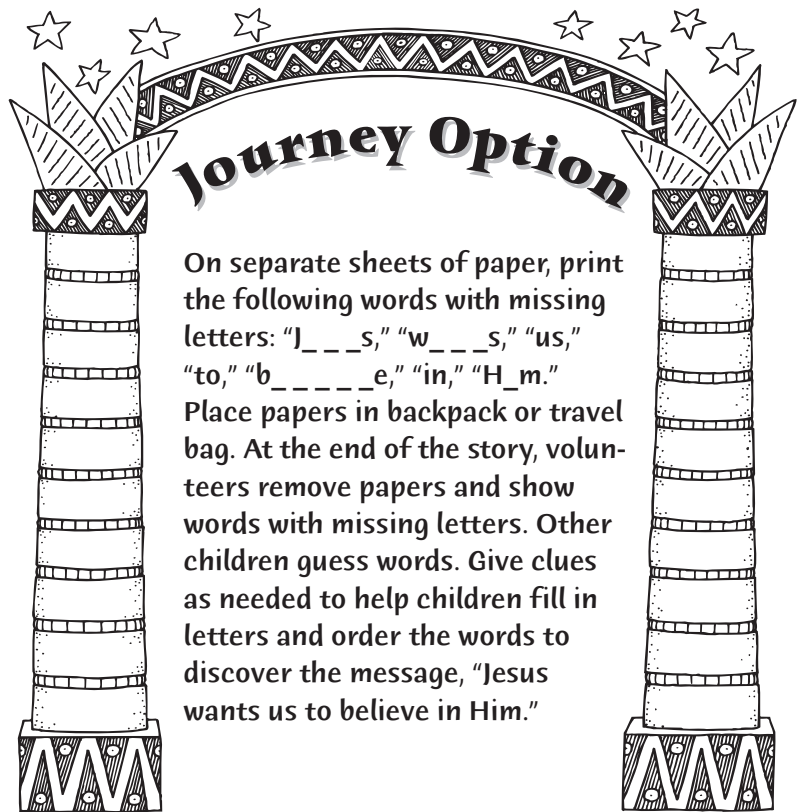 Journey Option
On separate sheets of paper, print
the following words with missing
letters: “J_ _ _s,” “w_ _ _s,” “us,”
“to,” “b_ _ _ _ _e,” “in,” “H_m.”
Place papers in backpack or travel
bag. At the end of the story, volun-
teers remove papers and show
words with missing letters. Other
children guess words. Give clues
as needed to help children fill in
letters and order the words to
discover the message, “Jesus
wants us to believe in Him.”